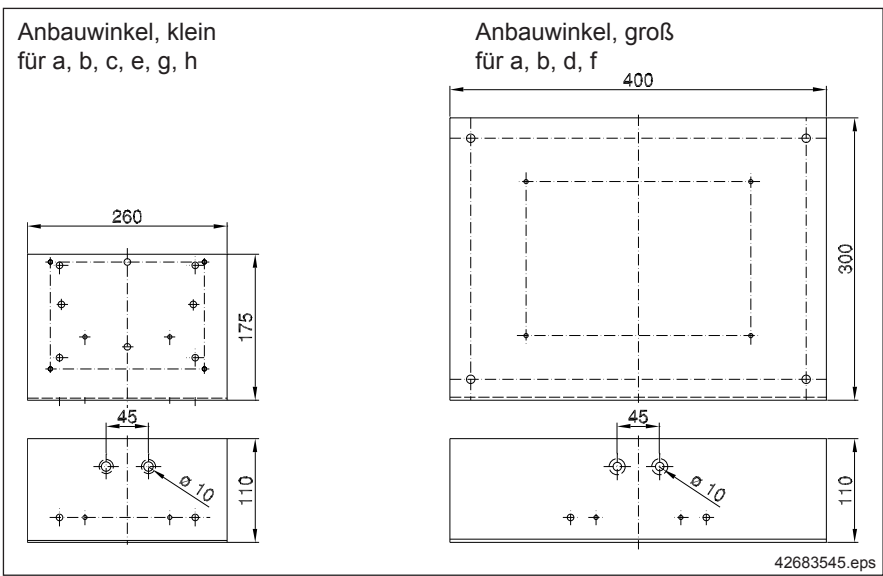 Anbauwinkel, klein
für a, b, c, e, g, h
Anbauwinkel, groß
für a, b, d, f
400
260
300
175
45
ø 10
110
45
ø 10
110
42683545.eps